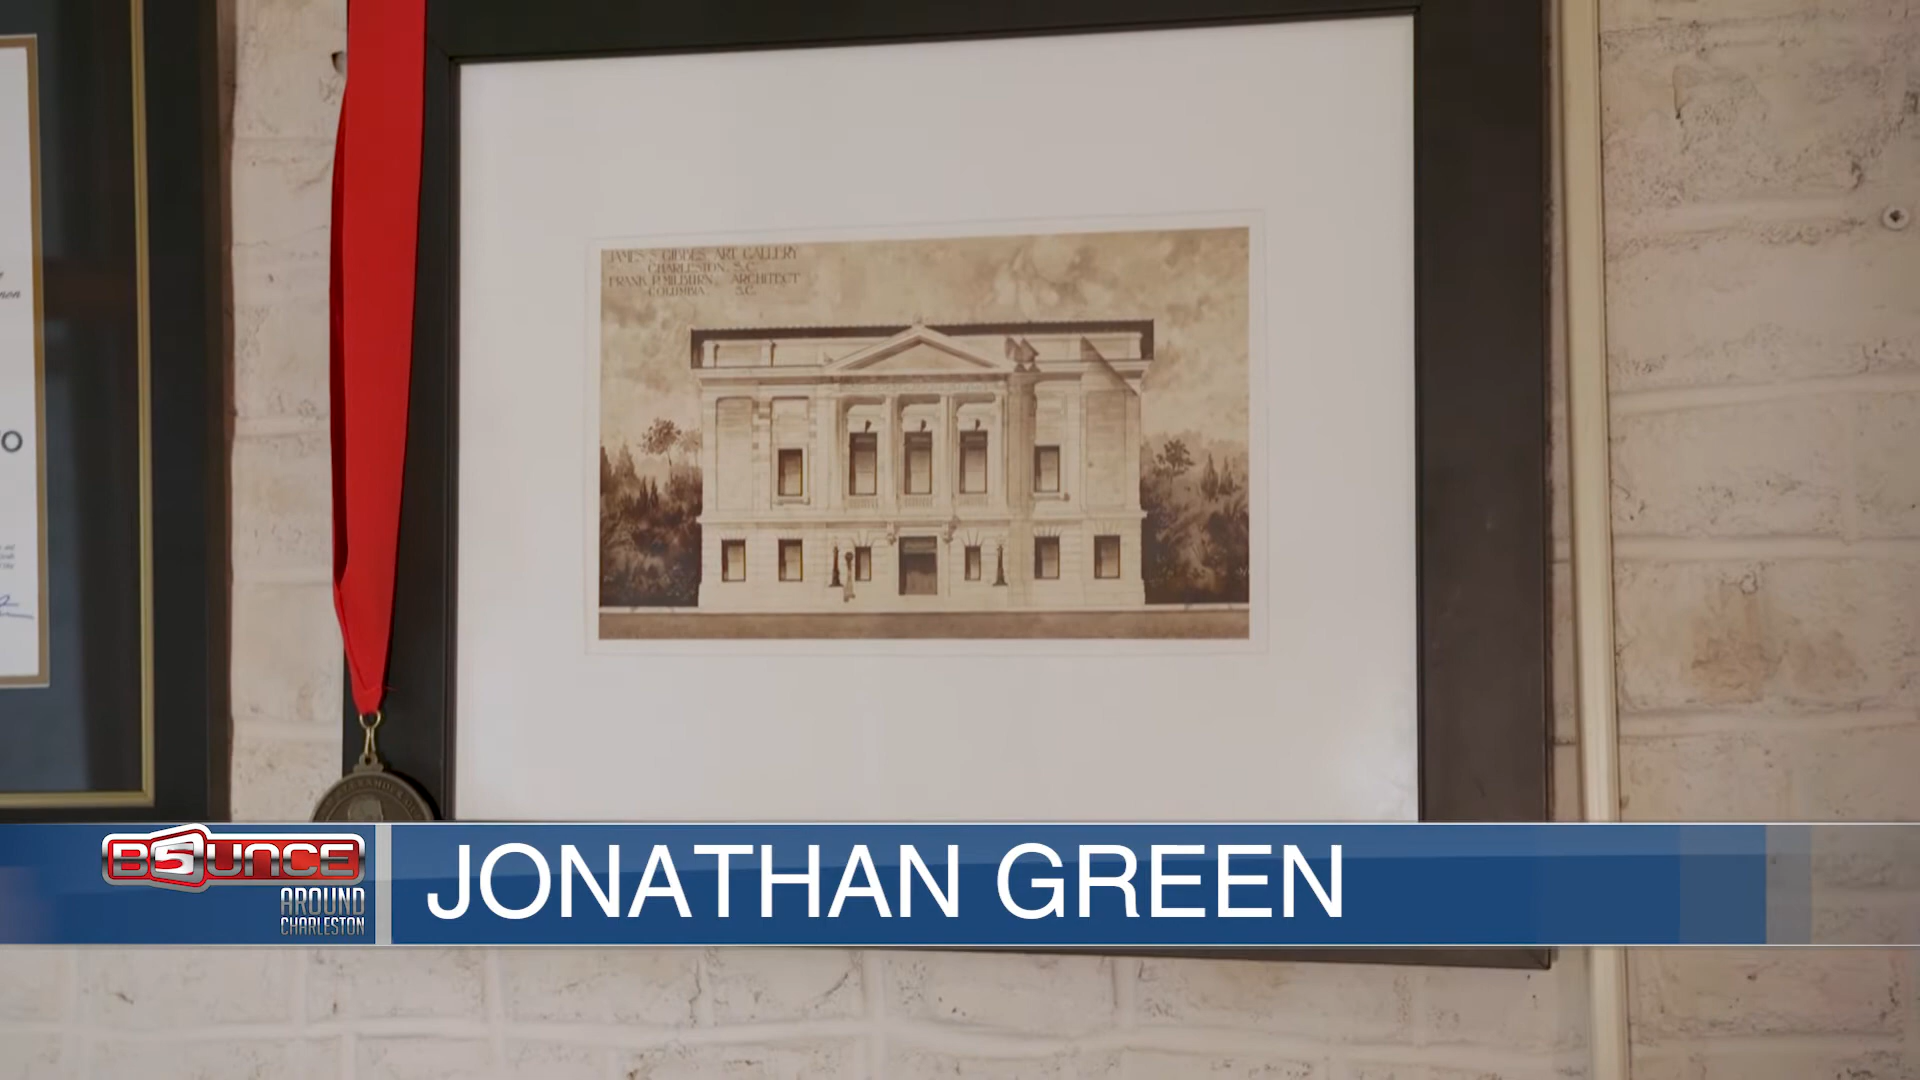 JAMES S. GIBBES ART GALLERY
CHARLESTON, S.C.
FRANK P. MILBURN, ARCHITECT
COLUMBIA, S.C.
BOUNCE
AROUND
CHARLESTON
JONATHAN GREEN